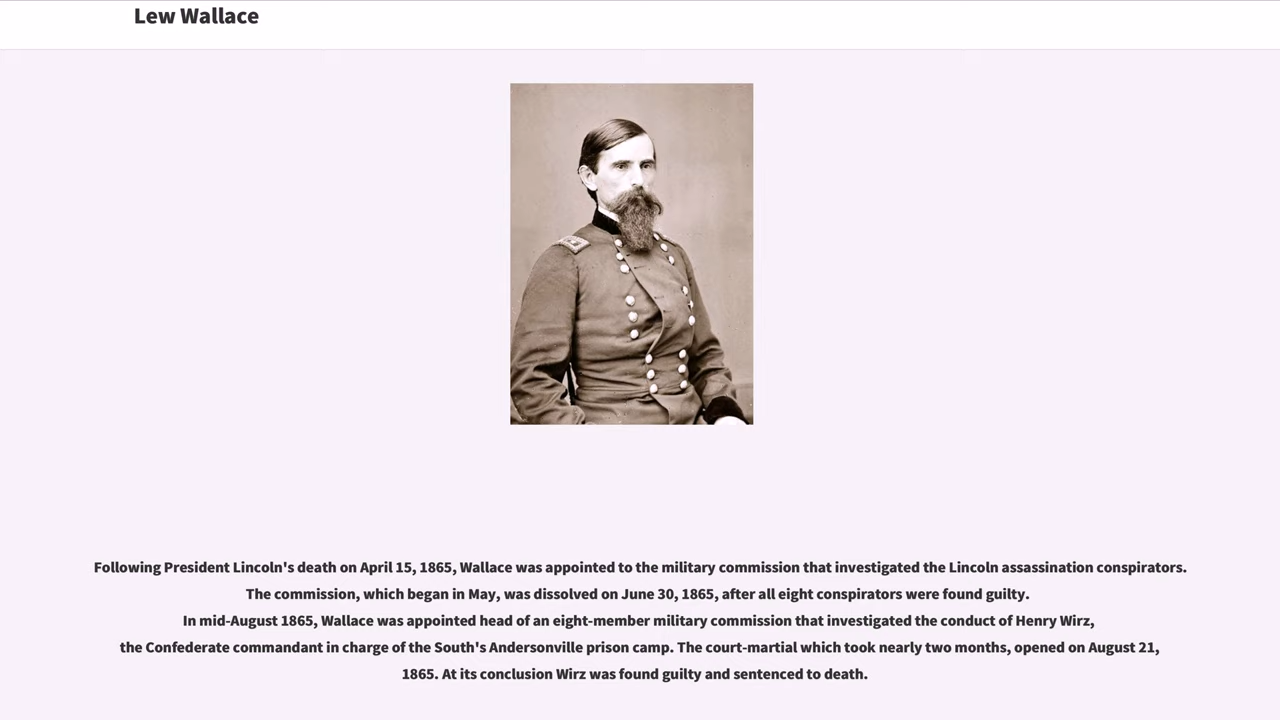 Lew Wallace
Following President Lincoln's death on April 15, 1865, Wallace was appointed to the military commission that investigated the Lincoln assassination conspirators.
The commission, which began in May, was dissolved on June 30, 1865, after all eight conspirators were found guilty.
In mid-August 1865, Wallace was appointed head of an eight-member military commission that investigated the conduct of Henry Wirz,
the Confederate commandant in charge of the South's Andersonville prison camp. The court-martial which took nearly two months, opened on August 21,
1865. At its conclusion Wirz was found guilty and sentenced to death.